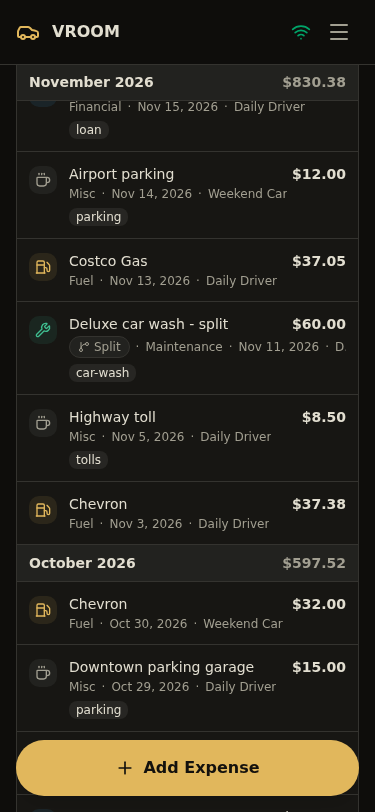 VROOM
November 2026 $830.38
Financial · Nov 15, 2026 · Daily Driver
loan
Airport parking $12.00
Misc · Nov 14, 2026 · Weekend Car
parking
Costco Gas $37.05
Fuel · Nov 13, 2026 · Daily Driver
Deluxe car wash - split $60.00
Split · Maintenance · Nov 11, 2026 · D.
car-wash
Highway toll $8.50
Misc · Nov 5, 2026 · Daily Driver
tolls
Chevron $37.38
Fuel · Nov 3, 2026 · Daily Driver
October 2026 $597.52
Chevron $32.00
Fuel · Oct 30, 2026 · Weekend Car
Downtown parking garage $15.00
Misc · Oct 29, 2026 · Daily Driver
parking
+ Add Expense